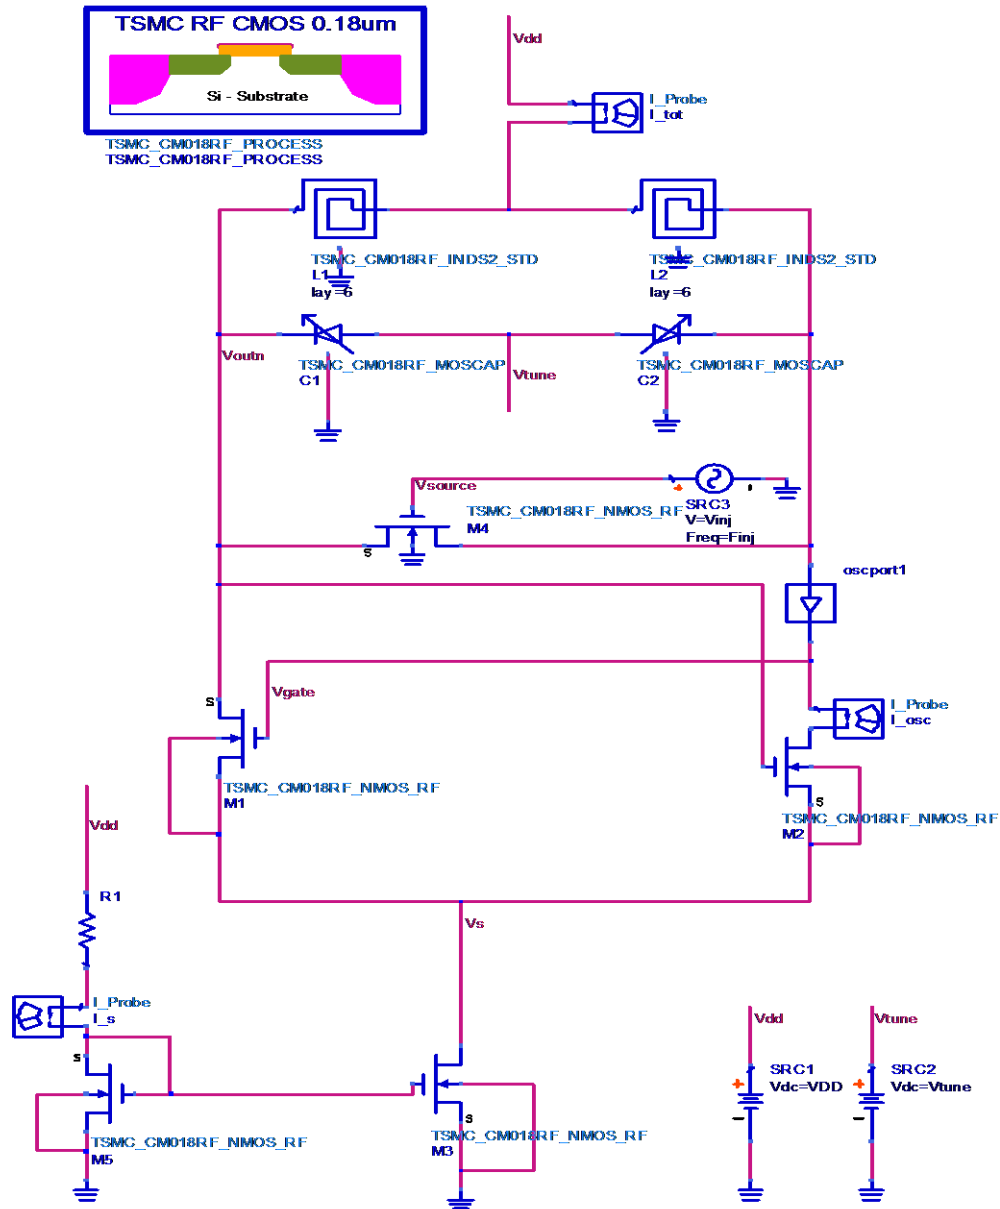 TSMC RF CMOS 0.18um
Si - Substrate
TSMC_CM018RF_PROCESS
TSMC_CM018RF_PROCESS
Vdd
I_Probe
I_tot
TSMC_CM018RF_INDS2_STD
L1
lay=6
TSMC_CM018RF_INDS2_STD
L2
lay=6
Voutn
TSMC_CM018RF_MOSCAP
C1
Vtune
TSMC_CM018RF_MOSCAP
C2
Vsource
TSMC_CM018RF_NMOS_RF
M4
S
SRC3
V=Vinj
Freq=Finj
oscport1
Vgate
S
I_Probe
I_osc
TSMC_CM018RF_NMOS_RF
M1
S
TSMC_CM018RF_NMOS_RF
M2
Vdd
R1
Vs
I_Probe
I_s
S
TSMC_CM018RF_NMOS_RF
M5
S
TSMC_CM018RF_NMOS_RF
M3
Vdd
SRC1
Vdc=VDD
Vtune
SRC2
Vdc=Vtune